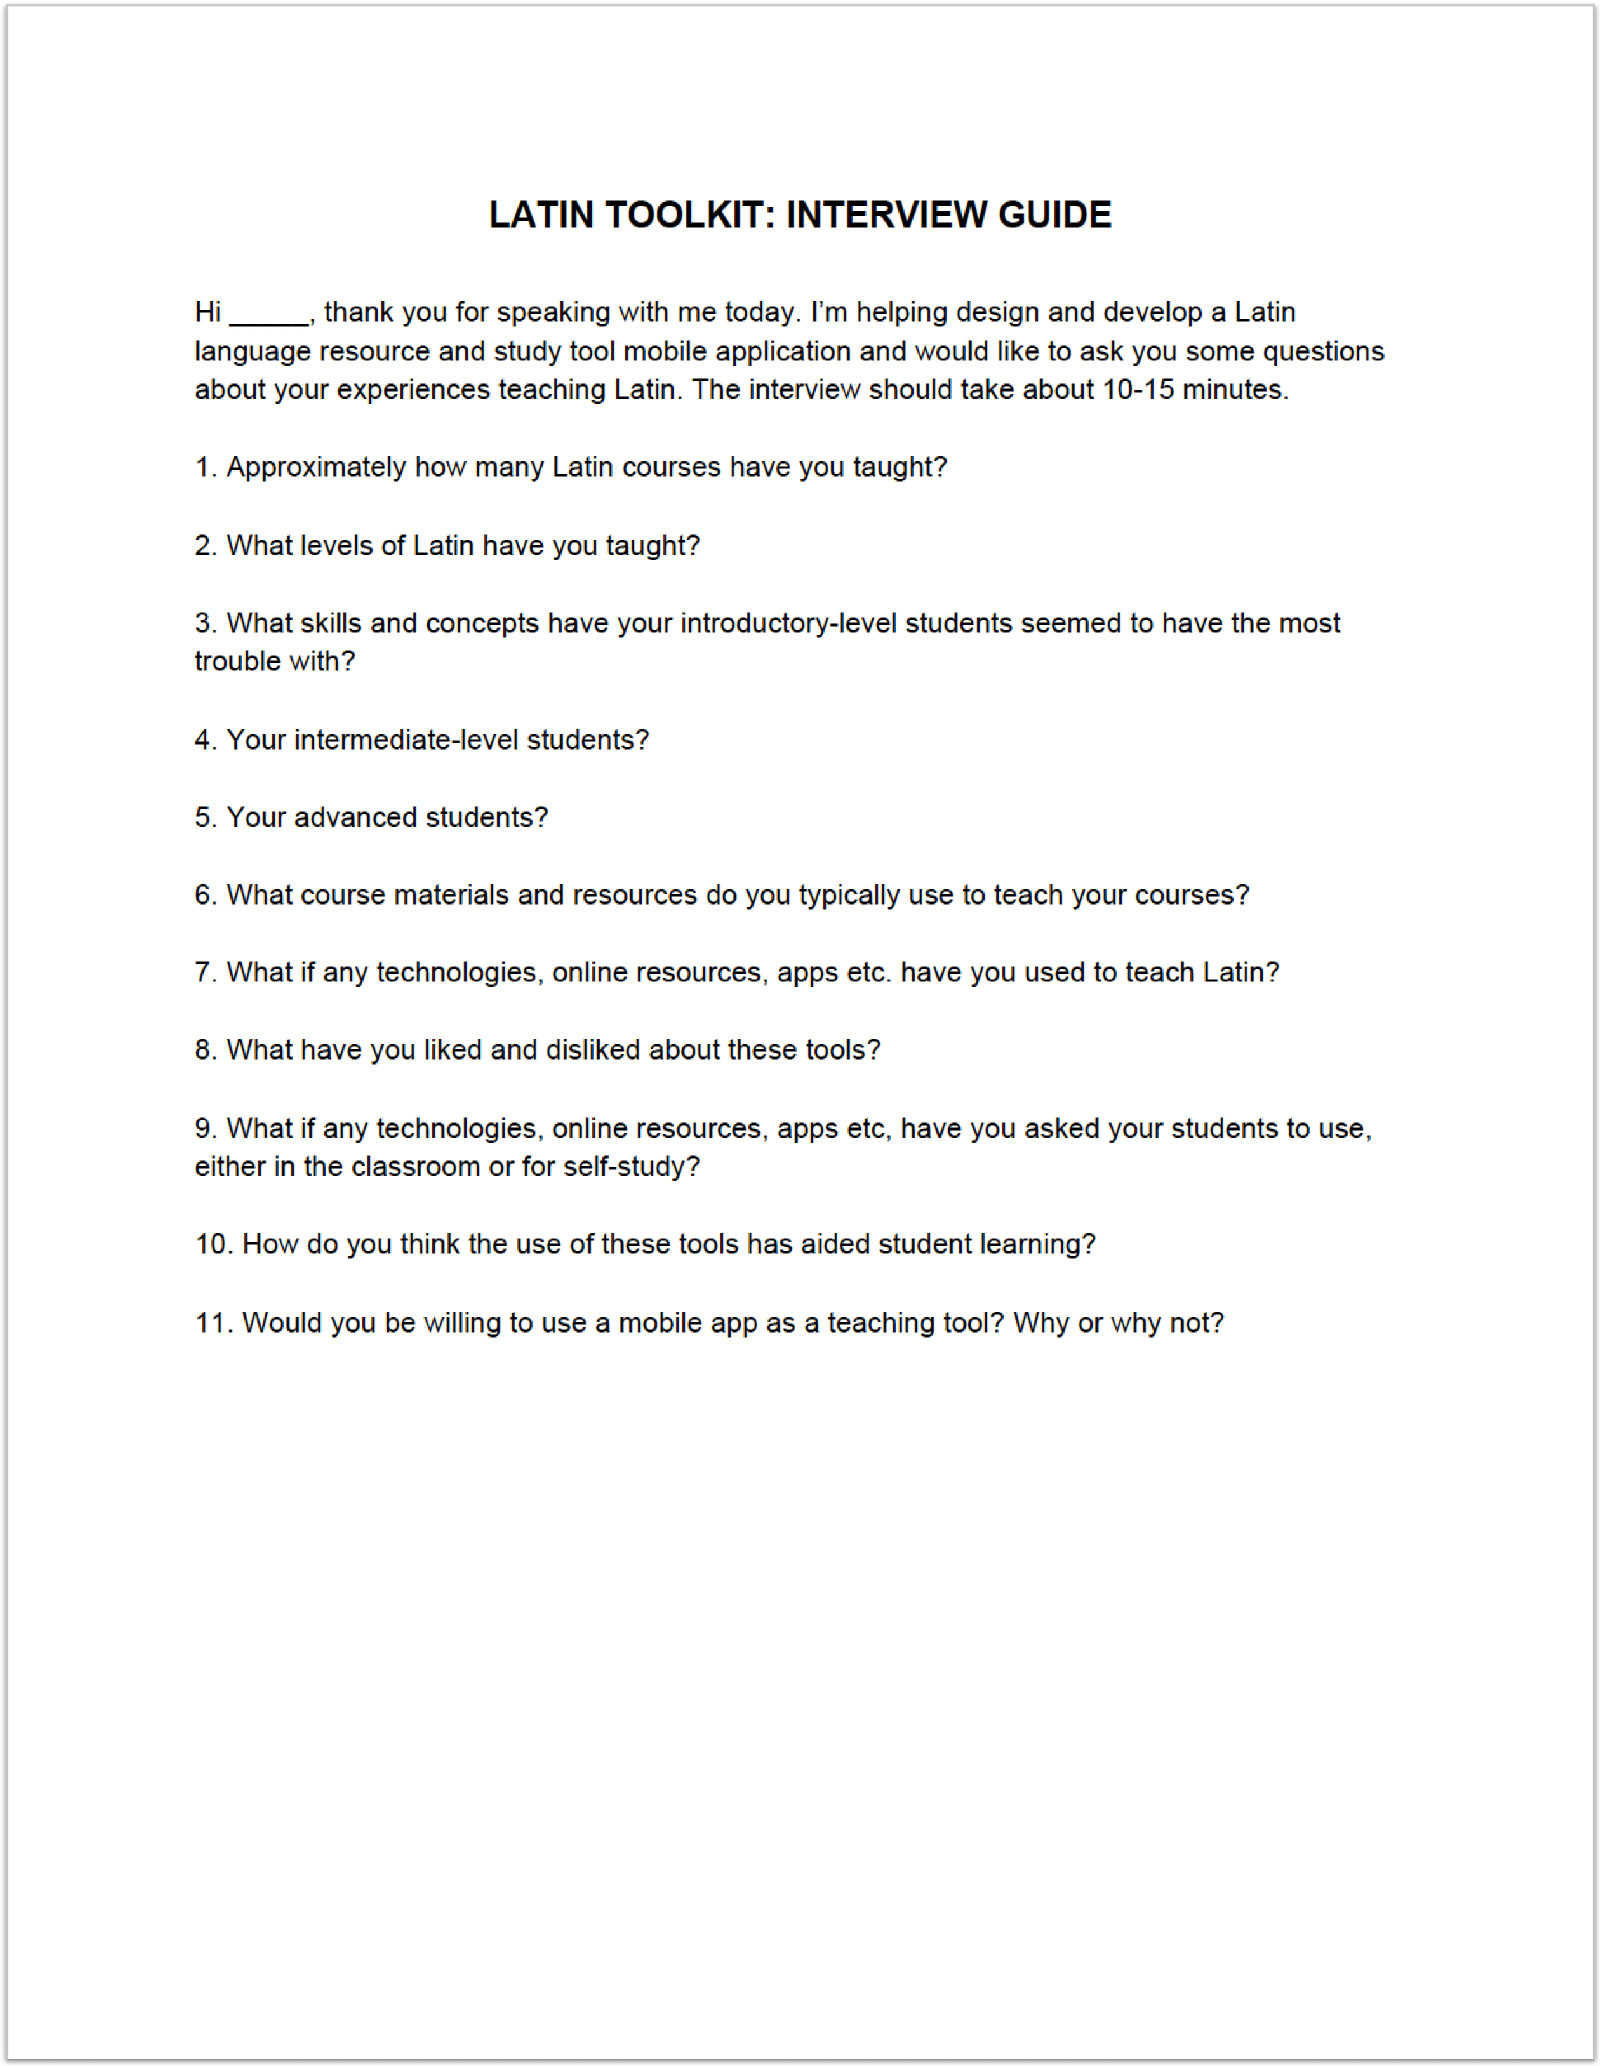 LATIN TOOLKIT: INTERVIEW GUIDE
Hi _____, thank you for speaking with me today. I’m helping design and develop a Latin
language resource and study tool mobile application and would like to ask you some questions
about your experiences teaching Latin. The interview should take about 10-15 minutes.
1. Approximately how many Latin courses have you taught?
2. What levels of Latin have you taught?
3. What skills and concepts have your introductory-level students seemed to have the most
trouble with?
4. Your intermediate-level students?
5. Your advanced students?
6. What course materials and resources do you typically use to teach your courses?
7. What if any technologies, online resources, apps etc. have you used to teach Latin?
8. What have you liked and disliked about these tools?
9. What if any technologies, online resources, apps etc, have you asked your students to use,
either in the classroom or for self-study?
10. How do you think the use of these tools has aided student learning?
11. Would you be willing to use a mobile app as a teaching tool? Why or why not?